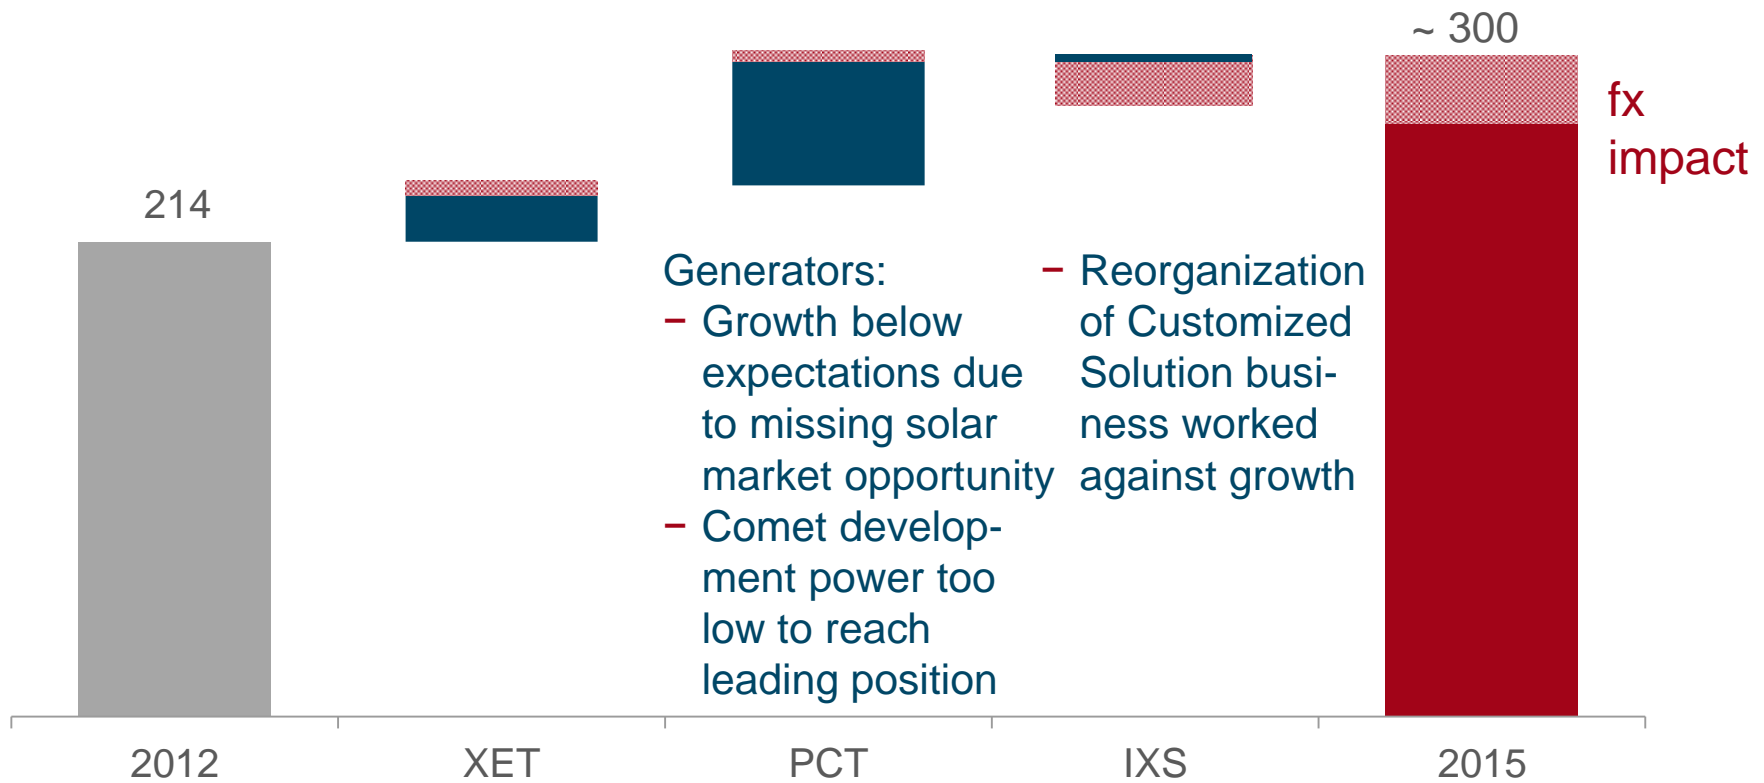 ~ 300
fx
impact
214
Generators:
− Growth below
expectations due
to missing solar
market opportunity
− Comet develop-
ment power too
low to reach
leading position
− Reorganization
of Customized
Solution busi-
ness worked
against growth
2012
XET
PCT
IXS
2015